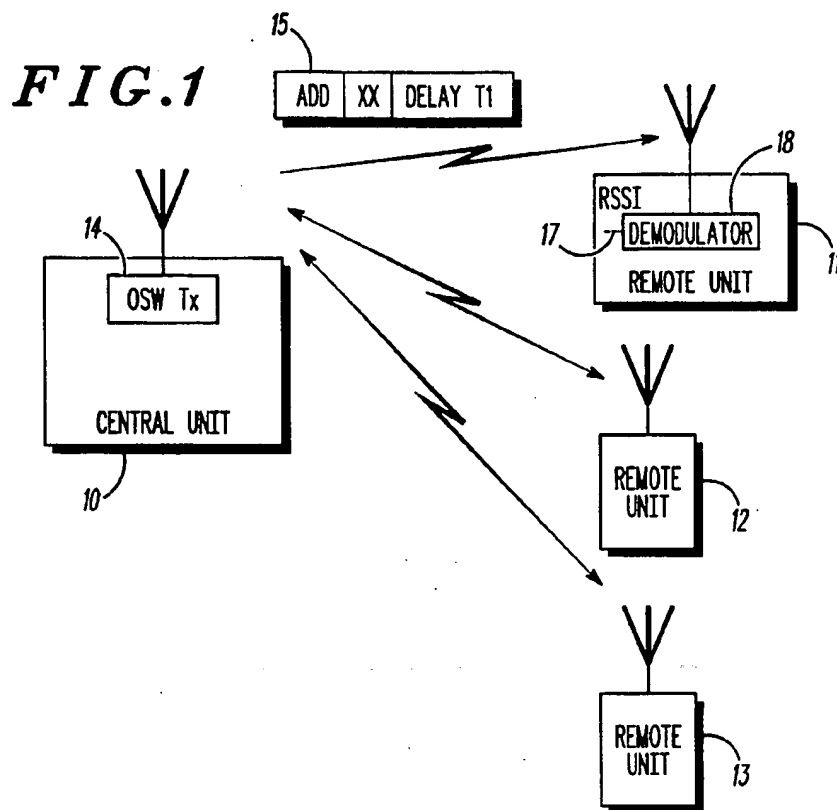 FIG.1
15
ADD XX DELAY T1
18
RSSI
17
DEMODULATOR
REMOTE UNIT
11
14
OSW Tx
CENTRAL UNIT
10
REMOTE
UNIT
12
REMOTE
UNIT
13